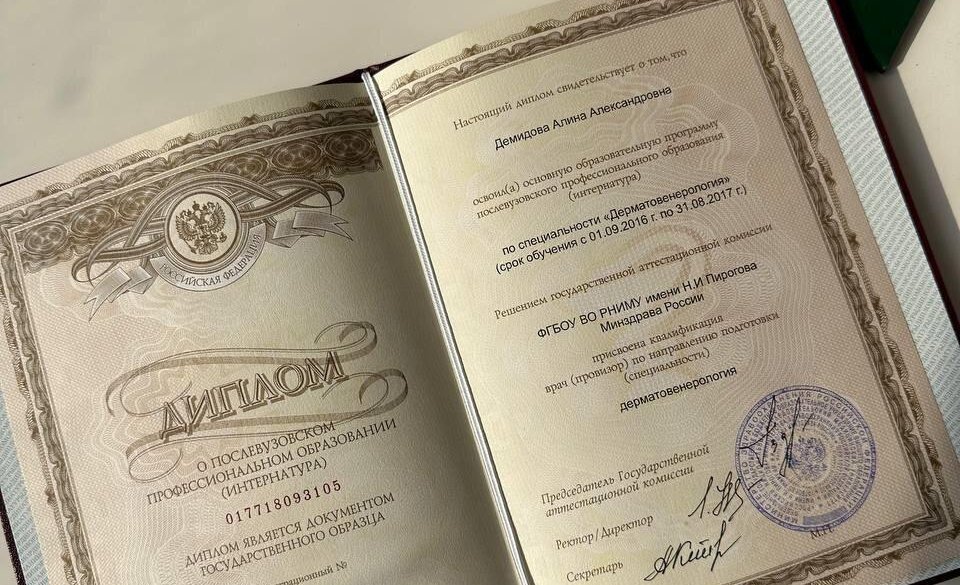 РОССИЙСКАЯ ФЕДЕРАЦИЯ
ДИПЛОМ
О ПОСЛЕВУЗОВСКОМ
ПРОФЕССИОНАЛЬНОМ ОБРАЗОВАНИИ
(ИНТЕРНАТУРА)
017718093105
ДИПЛОМ ЯВЛЯЕТСЯ ДОКУМЕНТОМ
ГОСУДАРСТВЕННОГО ОБРАЗЦА
Настоящий диплом свидетельствует о том, что
Демидова Алина Александровна
освоил(а) основную образовательную программу
послевузовского профессионального образования
(интернатура)
по специальности «Дерматовенерология»
(срок обучения с 01.09.2016 г. по 31.08.2017 г.)
Решением государственной аттестационной комиссии
ФГБОУ ВО РНИМУ имени Н.И Пирогова
Минздрава России
присвоена квалификация
врач (провизор) по направлению подготовки
(специальности)
дерматовенерология
Председатель Государственной
аттестационной комиссии
Ректор/Директор
Секретарь
М.П.